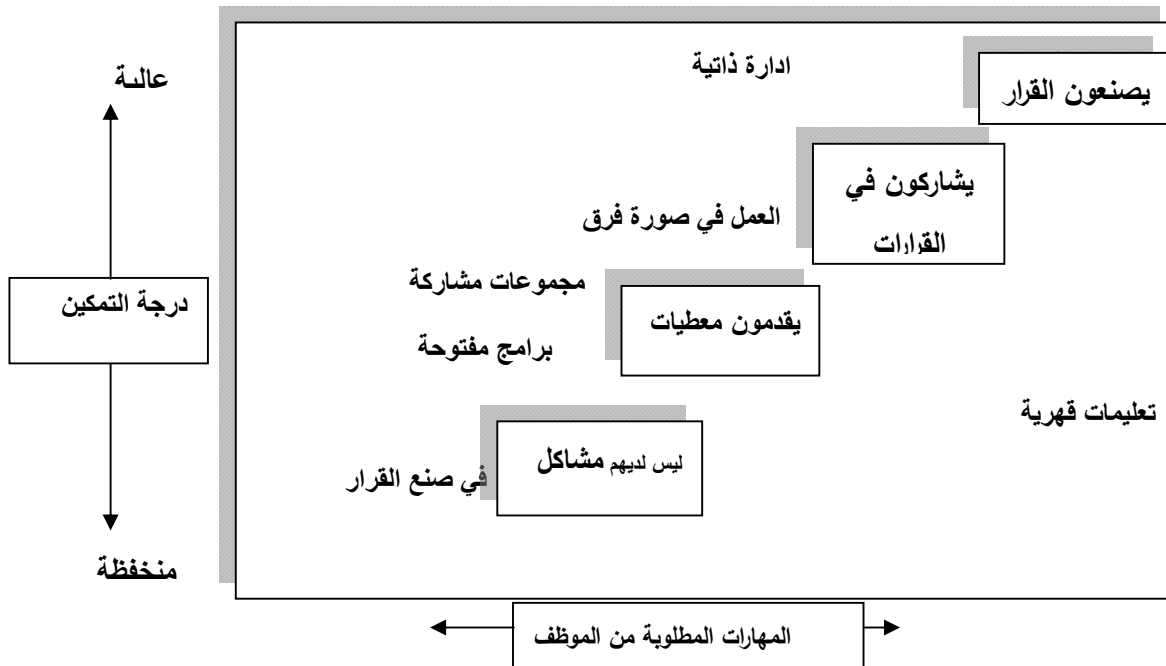 ادارة ذاتية
يصنعون القرار
عالية
يشاركون في
القرارات
العمل في صورة فرق
مجموعات مشاركة
درجة التمكين
يقدمون معطيات
برامج مفتوحة
تعليمات قهرية
ليس لديهم مشاكل
في صنع القرار
منخفظة
المهارات المطلوبة من الموظف